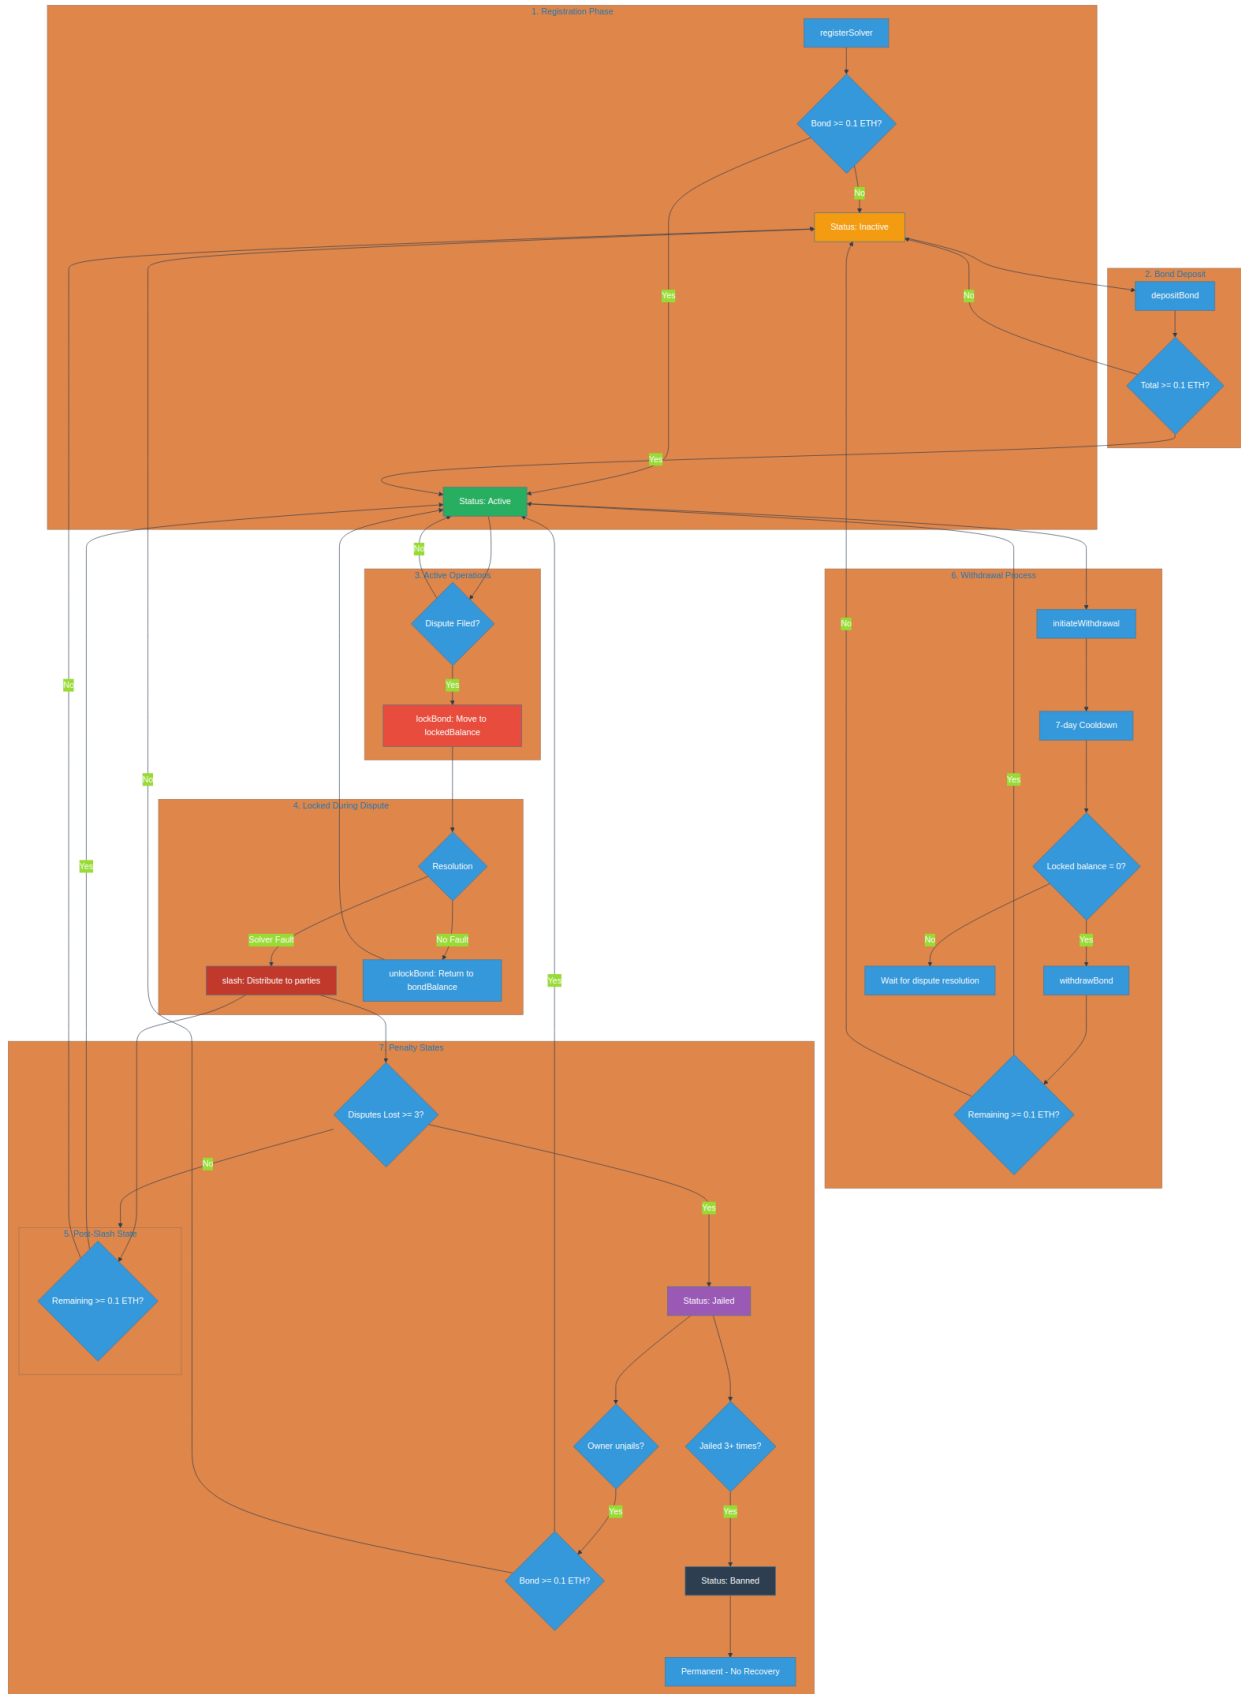 1. Registration Phase
registerSolver
Bond >= 0.1 ETH?
No
Status: Inactive
Yes
No
2. Bond Deposit
depositBond
Total >= 0.1 ETH?
Yes
Status: Active
No
3. Active Operations
Dispute Filed?
Yes
lockBond: Move to
lockedBalance
6. Withdrawal Process
initiateWithdrawal
No
7-day Cooldown
Yes
Locked balance = 0?
No
Yes
Wait for dispute resolution
withdrawBond
Remaining >= 0.1 ETH?
No
No
Yes
4. Locked During Dispute
Resolution
Solver Fault
No Fault
slash: Distribute to parties
unlockBond: Return to
bondBalance
Yes
7. Penalty States
Disputes Lost >= 3?
No
Yes
5. Post-Slash State
Remaining >= 0.1 ETH?
Status: Jailed
Owner unjails?
Jailed 3+ times?
Yes
Yes
Bond >= 0.1 ETH?
Status: Banned
Permanent - No Recovery